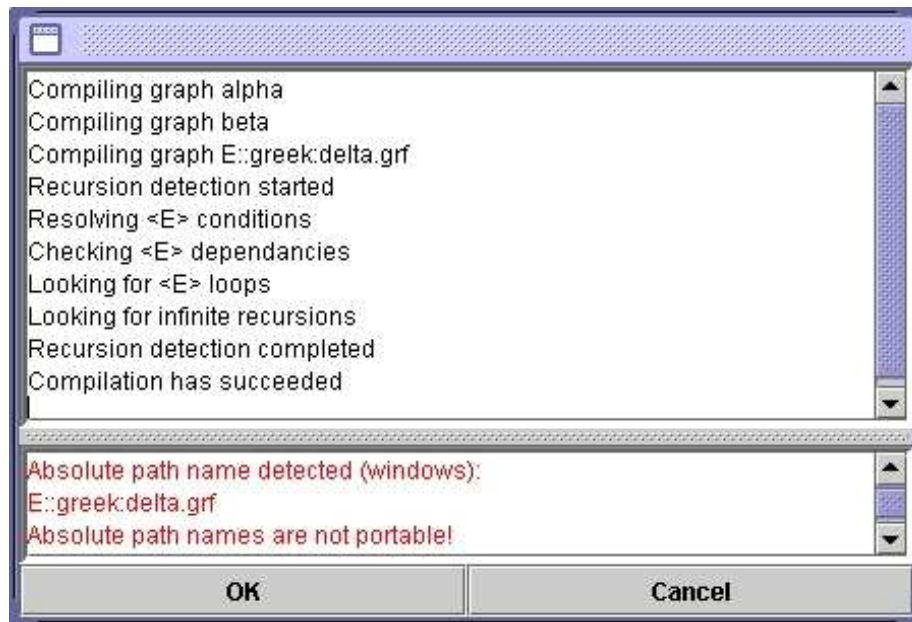 Compiling graph alpha
Compiling graph beta
Compiling graph E::greek:delta.grf
Recursion detection started
Resolving <E> conditions
Checking <E> dependancies
Looking for <E> loops
Looking for infinite recursions
Recursion detection completed
Compilation has succeeded
Absolute path name detected (windows):
E::greek:delta.grf
Absolute path names are not portable!
OK Cancel